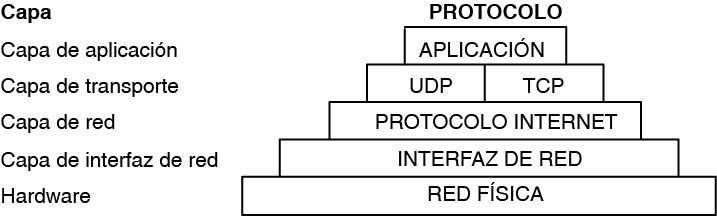 Capa PROTOCOLO
Capa de aplicación APLICACIÓN
Capa de transporte UDP TCP
Capa de red PROTOCOLO INTERNET
Capa de interfaz de red INTERFAZ DE RED
Hardware RED FÍSICA